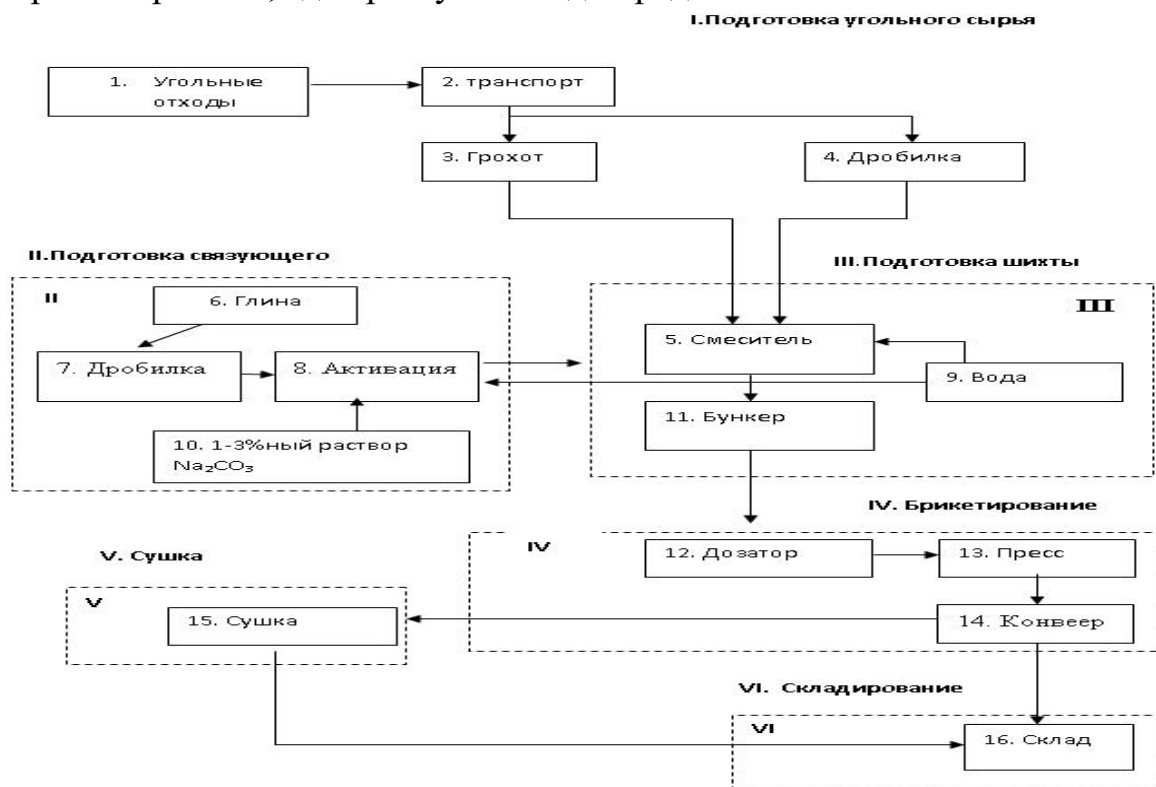 I.Подготовка угольного сырья
1. Угольные
отходы
2. транспорт
3. Грохот
4. Дробилка
II.Подготовка связующего
III.Подготовка шихты
II
III
6. Глина
5. Смеситель
7. Дробилка
8. Активация
9. Вода
11. Бункер
10. 1-3%ный раствор
Na₂CO₃
IV. Брикетирование
IV
V. Сушка
12. Дозатор
13. Пресс
V
15. Сушка
14. Конвеер
VI. Складирование
VI
16. Склад